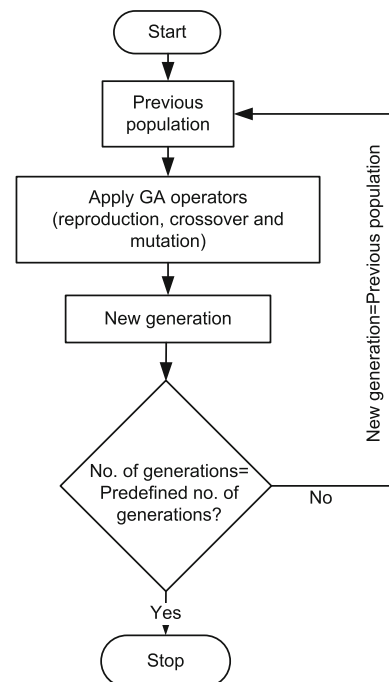 Start
Previous
population
Apply GA operators
(reproduction, crossover and
mutation)
New generation
No. of generations=
Predefined no. of
generations?
No
New generation=Previous population
Yes
Stop